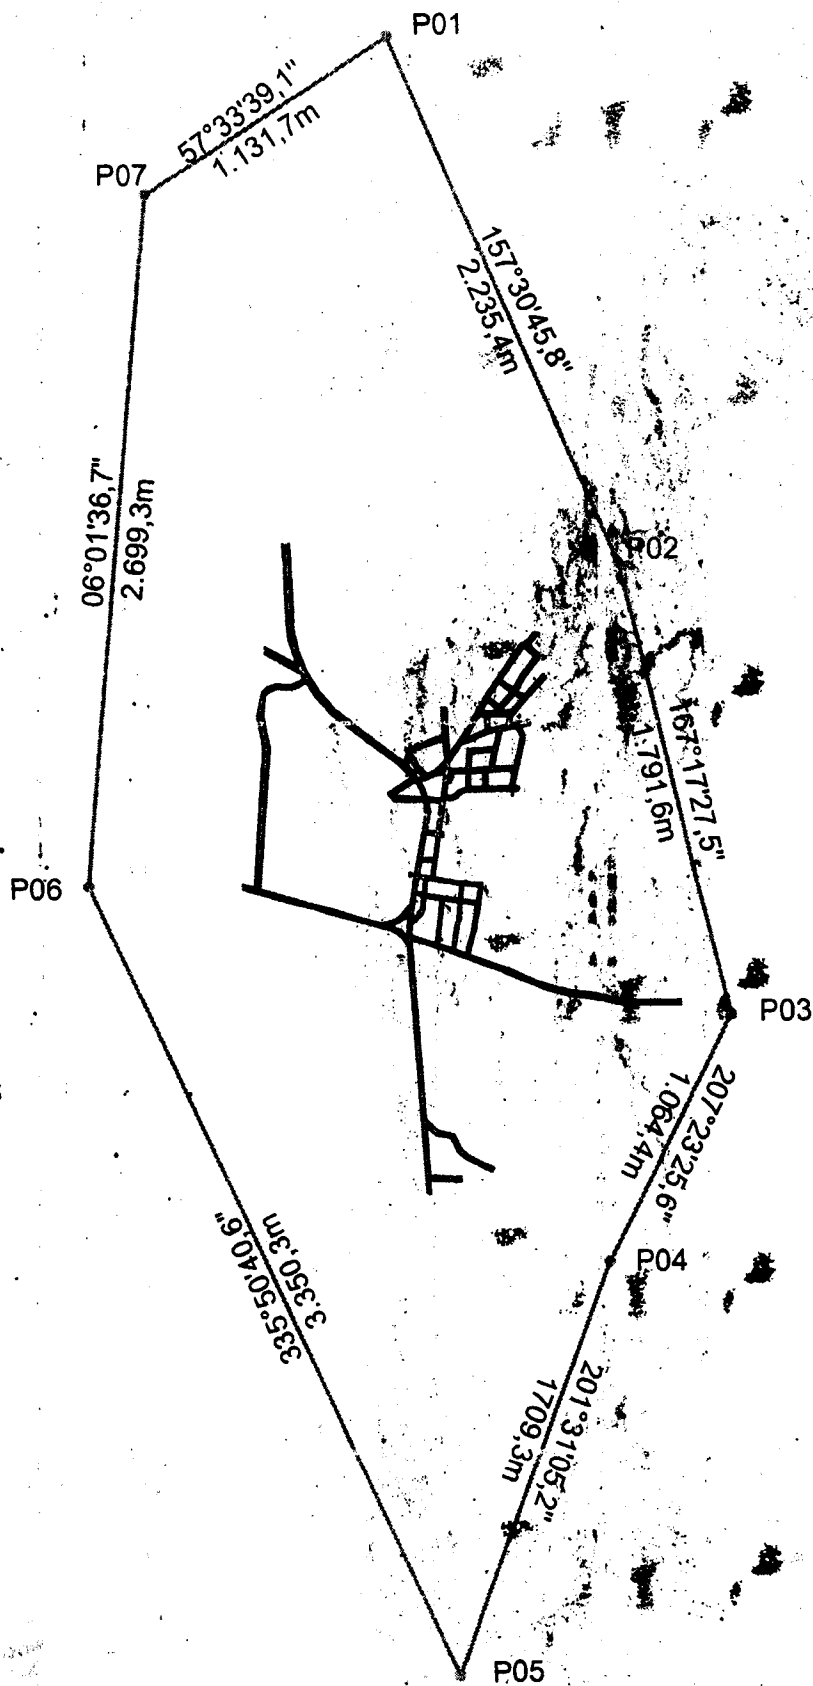 P01
57°33'39,1"
1.131,7m
P07
157°30'45,8"
2.235,4m
06°01'36,7"
2.699,3m
P02
167°17'27,5"
1.791,6m
P06
P03
207°23'25,6"
1.064,4m
335°50'40,6"
3.350,3m
P04
201°31'05,2"
1709,3m
P05